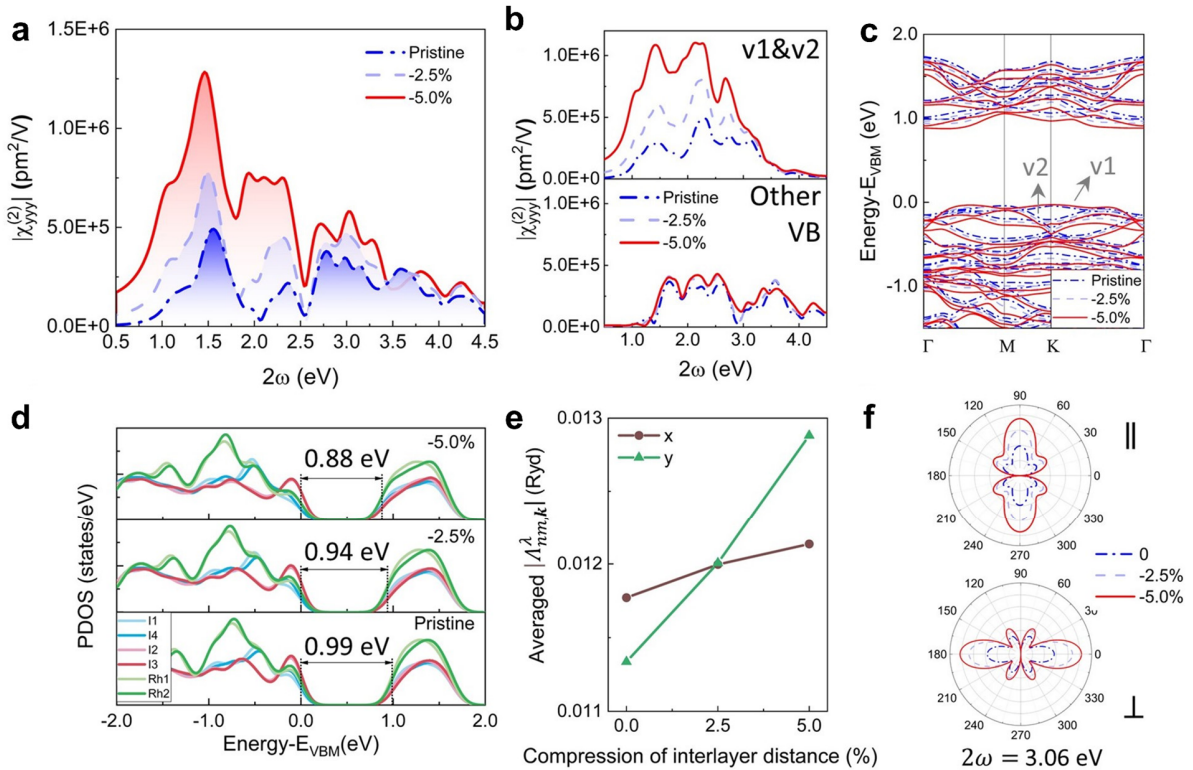 a
1.5E+6
1.0E+6
5.0E+5
0.0E+0
|χ⁽²⁾yyy| (pm²/V)
Pristine
-2.5%
-5.0%
0.5 1.0 1.5 2.0 2.5 3.0 3.5 4.0 4.5
2ω (eV)
b
v1&v2
1.0E+6
5.0E+5
0.0E+0
|χ⁽²⁾yyy| (pm²/V)
Pristine
-2.5%
-5.0%
Other
VB
1.0E+6
5.0E+5
0.0E+0
1.0 2.0 3.0 4.0
2ω (eV)
c
2.0
1.0
0.0
-1.0
Energy-E_VBM (eV)
v2 v1
Pristine
-2.5%
-5.0%
Γ M K Γ
d
PDOS (states/eV)
-5.0%
0.88 eV
-2.5%
0.94 eV
Pristine
0.99 eV
I1
I4
I2
I3
Rh1
Rh2
-2.0 -1.0 0.0 1.0 2.0
Energy-E_VBM(eV)
e
0.013
0.012
0.011
Averaged |Λ^λ_nm,k| (Ryd)
x
y
0.0 2.5 5.0
Compression of interlayer distance (%)
f
90
120 60
150 30
180 0
210 330
240 300
270
||
0
-2.5%
-5.0%
90
120 60
150 30
180 0
210 330
240 300
270
⊥
2ω = 3.06 eV